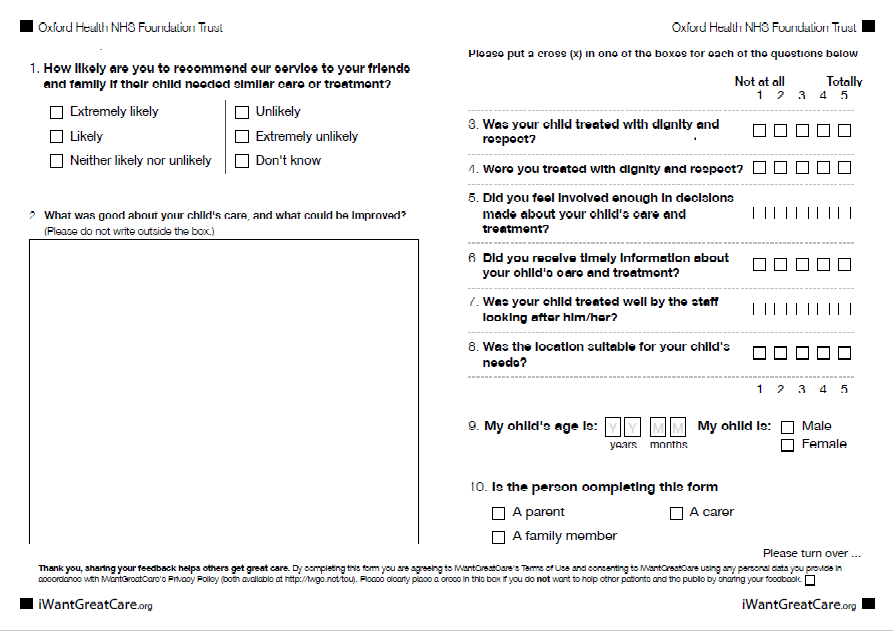 Oxford Health NHS Foundation Trust
Oxford Health NHS Foundation Trust
1. How likely are you to recommend our service to your friends
and family if their child needed similar care or treatment?
Extremely likely
Unlikely
Likely
Extremely unlikely
Neither likely nor unlikely
Don't know
2. What was good about your child's care, and what could be improved?
(Please do not write outside the box.)
Please put a cross (x) in one of the boxes for each of the questions below
Not at all Totally
1 2 3 4 5
3. Was your child treated with dignity and
respect?
4. Were you treated with dignity and respect?
5. Did you feel involved enough in decisions
made about your child's care and
treatment?
6. Did you receive timely information about
your child's care and treatment?
7. Was your child treated well by the staff
looking after him/her?
8. Was the location suitable for your child's
needs?
1 2 3 4 5
9. My child's age is: Y Y M M My child is: Male
years months Female
10. Is the person completing this form
A parent A carer
A family member
Please turn over ...
Thank you, sharing your feedback helps others get great care. By completing this form you are agreeing to iWantGreatCare's Terms of Use and consenting to iWantGreatCare using any personal data you provide in
accordance with iWantGreatCare's Privacy Policy (both available at http://iwgc.net/tou). Please clearly place a cross in this box if you do not want to help other patients and the public by sharing your feedback.
iWantGreatCare.org
iWantGreatCare.org